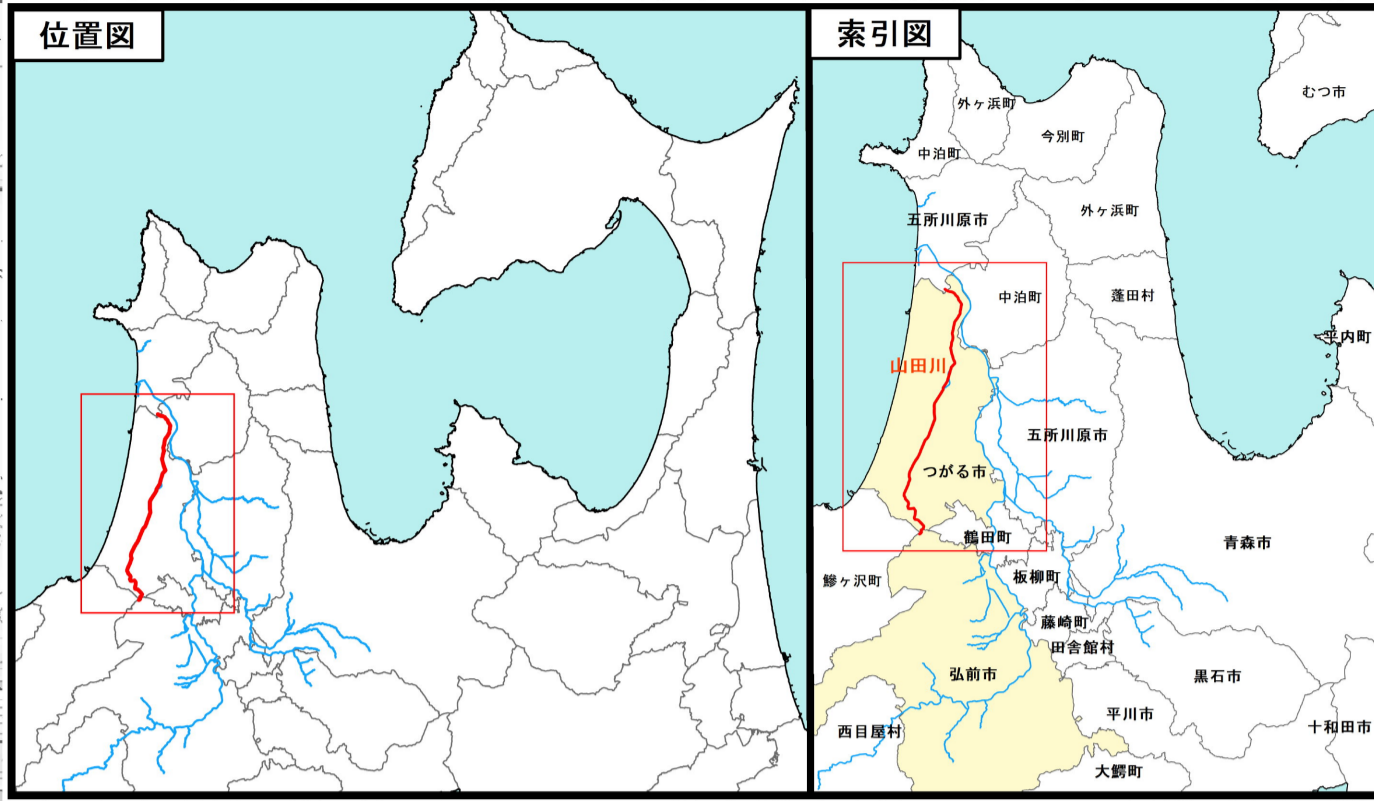 位置図
索引図
むつ市
外ヶ浜町
今別町
中泊町
外ヶ浜町
五所川原市
中泊町
蓬田村
平内町
山田川
五所川原市
つがる市
鶴田町
青森市
板柳町
鰺ヶ沢町
藤崎町
田舎館村
弘前市
黒石市
平川市
西目屋村
十和田市
大鰐町